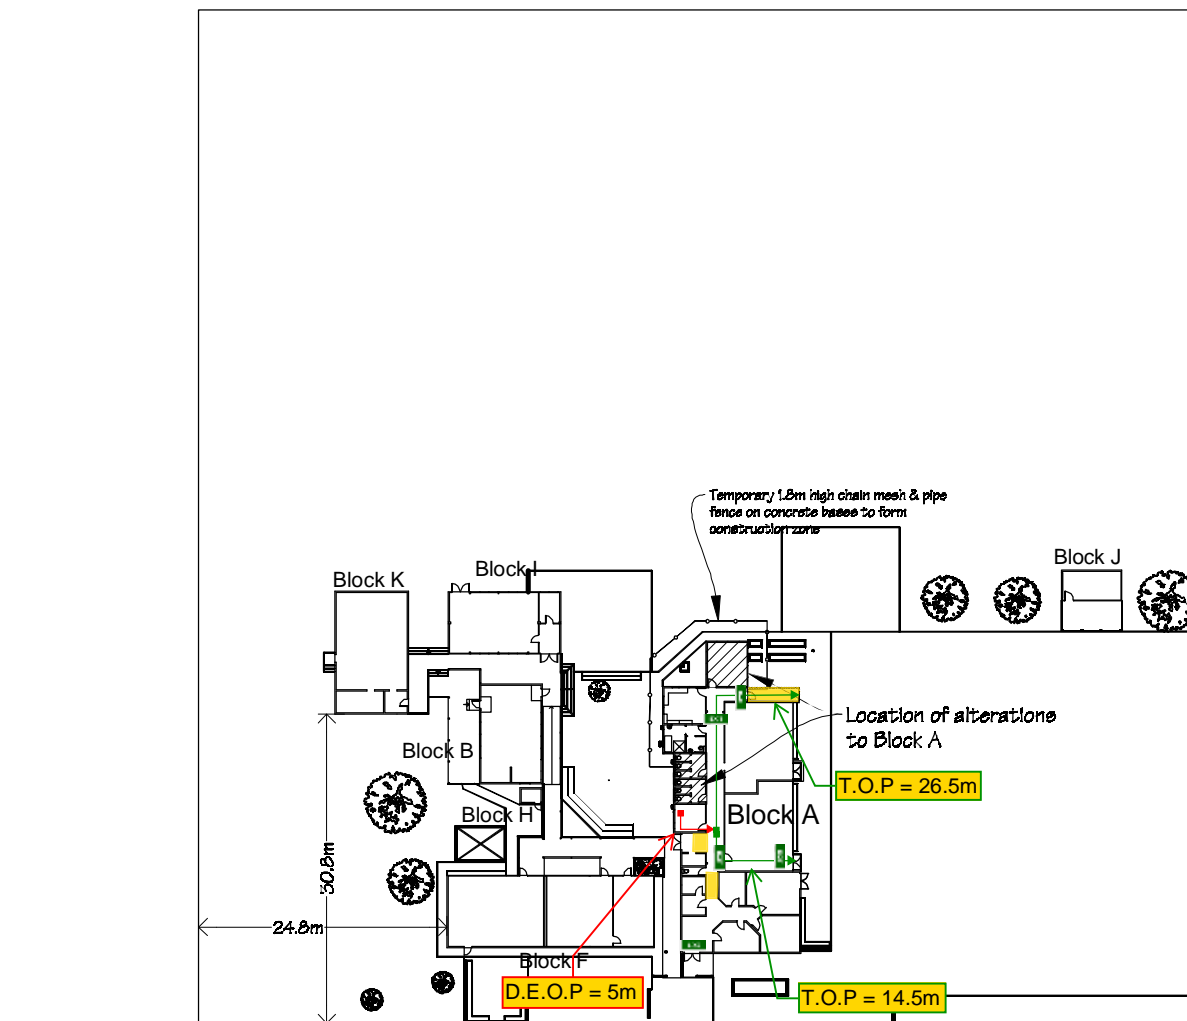 Temporary 1.8m high chain mesh & pipe
fence on concrete bases to form
construction zone
Block J
Block I
Block K
Location of alterations
to Block A
Block B
T.O.P = 26.5m
Block H
Block A
50.8m
24.8m
Block F
D.E.O.P = 5m
T.O.P = 14.5m